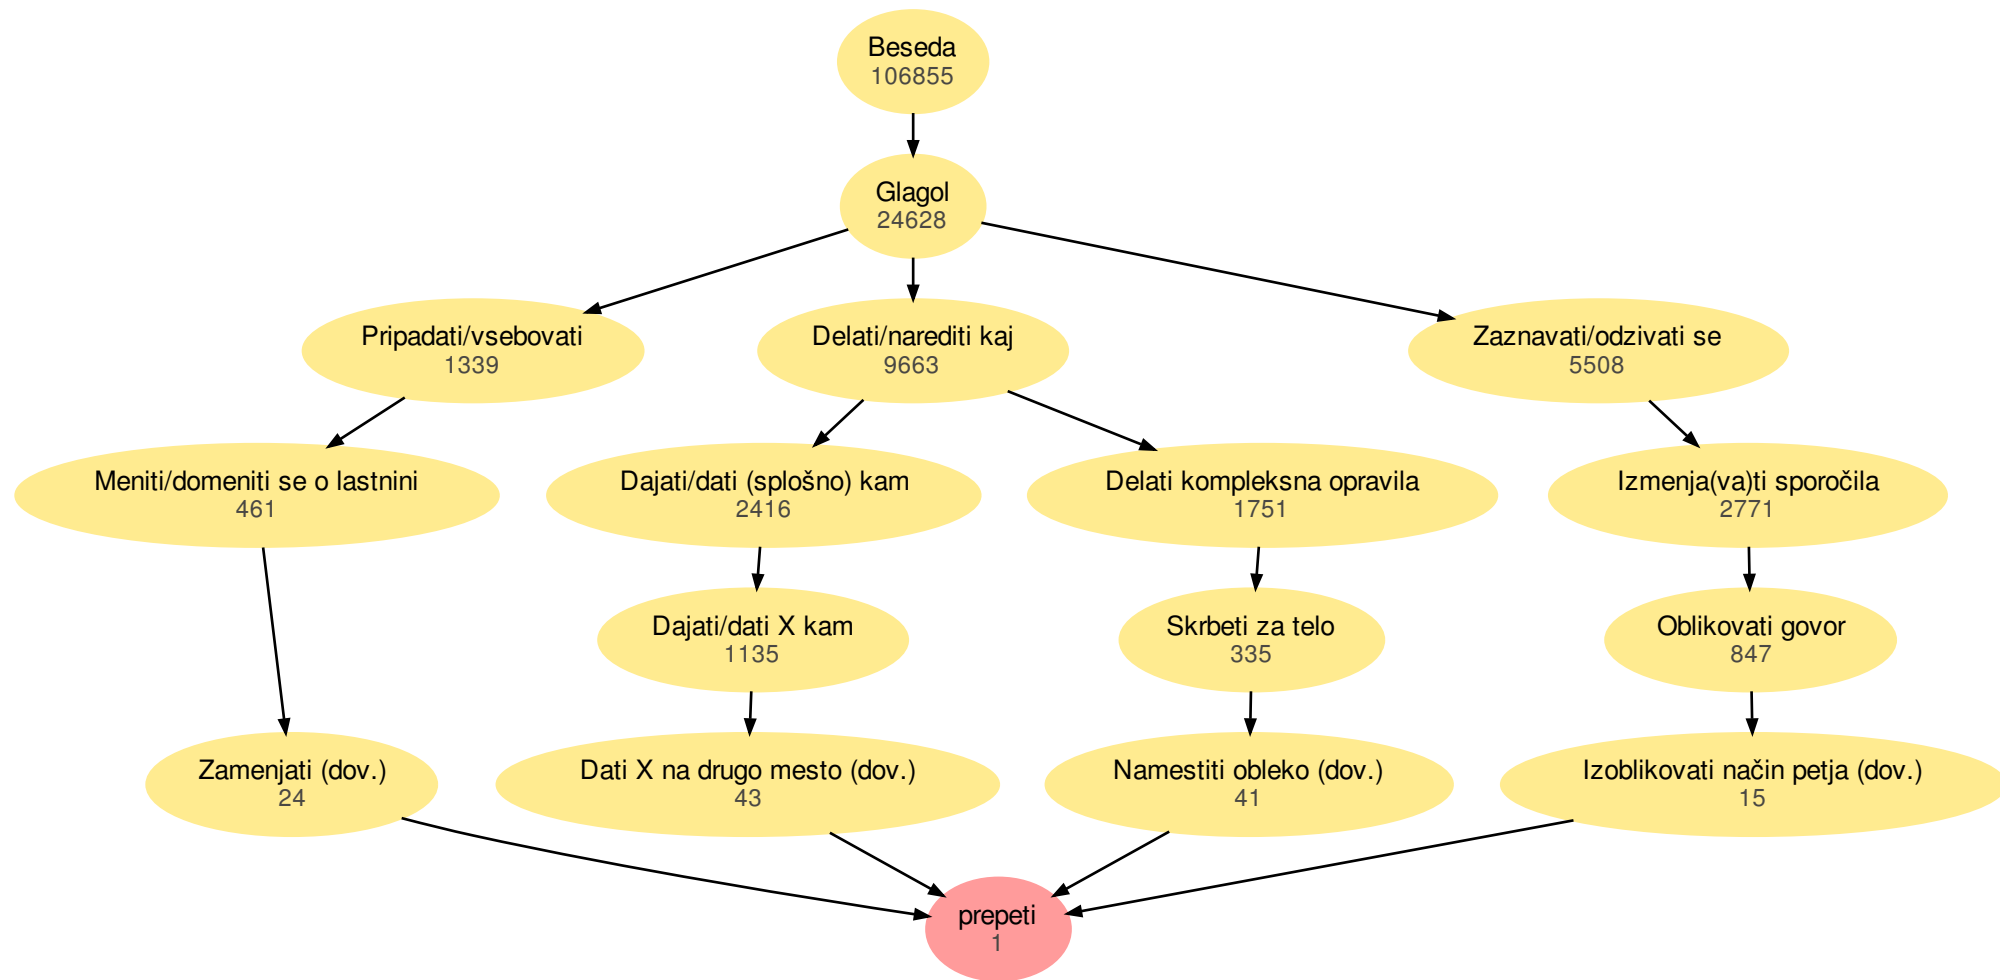 Beseda
106855
Glagol
24628
Pripadati/vsebovati
1339
Delati/narediti kaj
9663
Zaznavati/odzivati se
5508
Meniti/domeniti se o lastnini
461
Dajati/dati (splošno) kam
2416
Delati kompleksna opravila
1751
Izmenja(va)ti sporočila
2771
Dajati/dati X kam
1135
Skrbeti za telo
335
Oblikovati govor
847
Zamenjati (dov.)
24
Dati X na drugo mesto (dov.)
43
Namestiti obleko (dov.)
41
Izoblikovati način petja (dov.)
15
prepeti
1